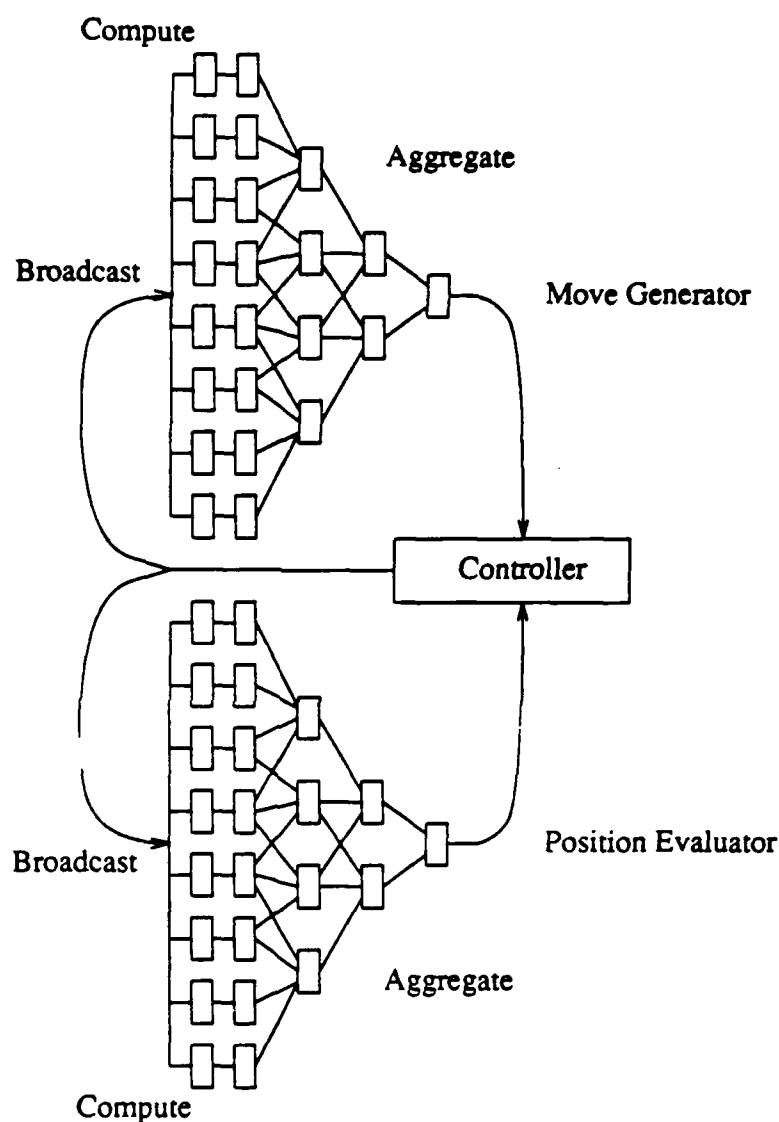 Compute
Aggregate
Broadcast
Move Generator
Controller
Broadcast
Position Evaluator
Aggregate
Compute